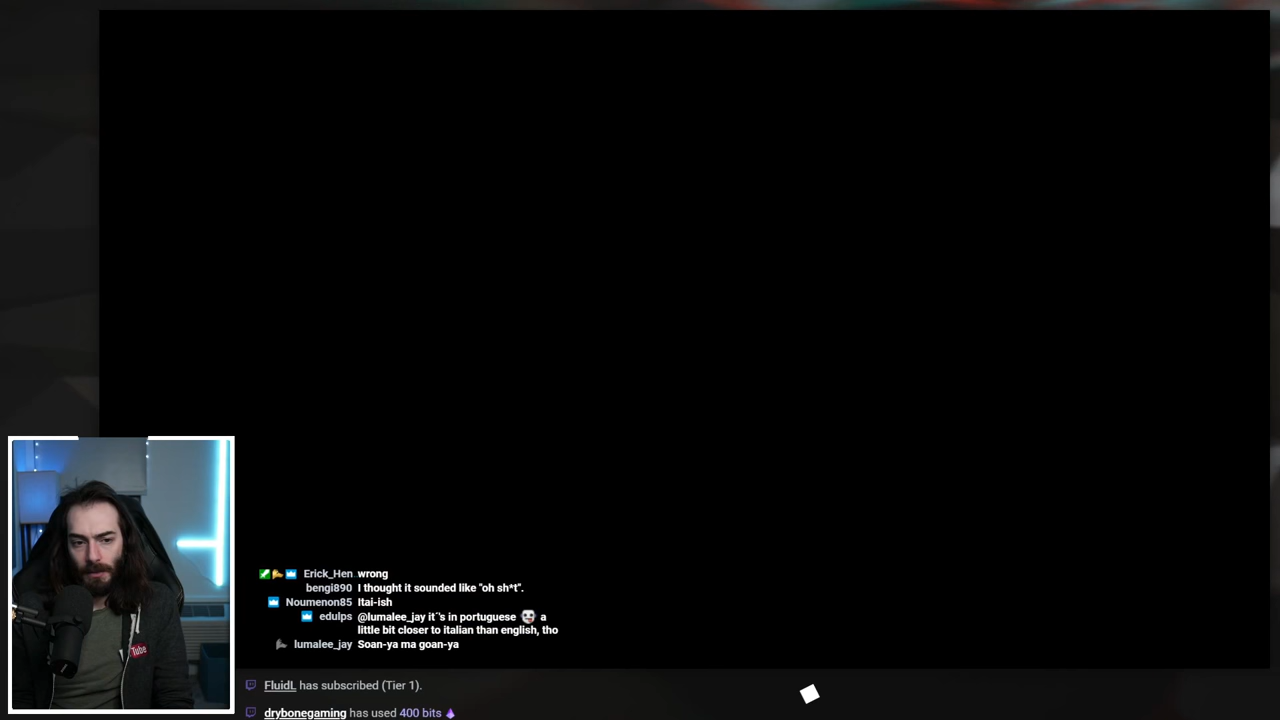 Erick_Hen wrong
bengi890 I thought it sounded like "oh sh*t".
Noumenon85 Itai-ish
edulps @lumalee_jay it´'s in portuguese a
little bit closer to italian than english, tho
lumalee_jay Soan-ya ma goan-ya
Tube
FluidL has subscribed (Tier 1).
drybonegaming has used 400 bits